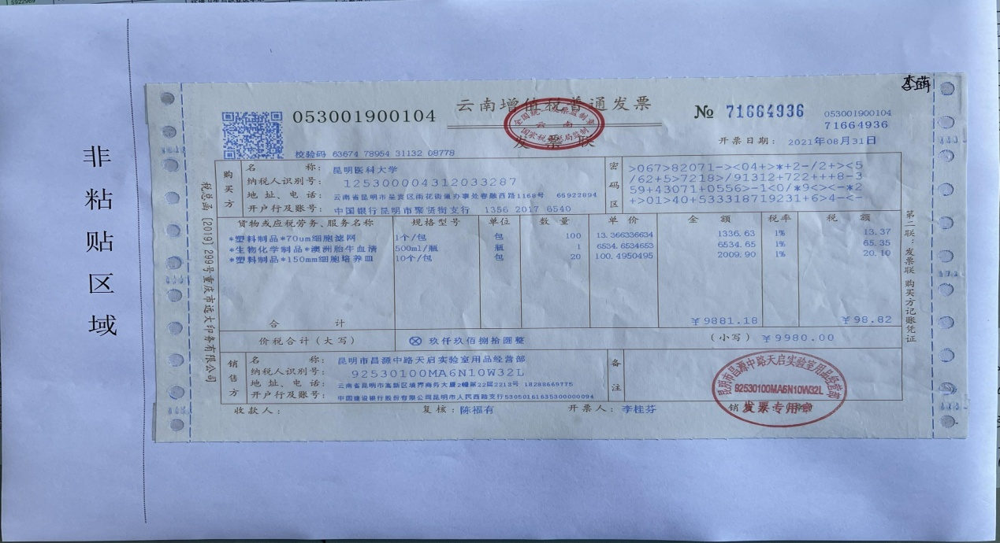 5922969
非粘贴区域
李萌
云南增值税普通发票
发票联
全国统一发票监制章
云南
国家税务总局监制
053001900104
№ 71664936
053001900104
71664936
校验码 63674 78954 31132 08778
开票日期： 2021年08月31日
购买方
名称： 昆明医科大学
纳税人识别号： 12530000431203328​7
地址、电话： 云南省昆明市呈贡区雨花街道办事处春融西路1168号 65922894
开户行及账号： 中国银行昆明市聚贤街支行 1356 2017 6540
密码区
>067>82071-><04+>*+2-/2+><5
/62+5>7218>/91312+722+++8-3
59+43071+0556>-1<0/*9<><-*2
+>01>40+5333187192​31+6>4-<-
货物或应税劳务、服务名称 规格型号 单位 数量 单价 金额 税率 税额
*塑料制品*70um细胞滤网 1个/包 包 100 13.366336634 1336.63 1% 13.37
*生物化学制品*澳洲胎牛血清 500ml/瓶 瓶 1 6534.6534653 6534.65 1% 65.35
*塑料制品*150mm细胞培养皿 10个/包 包 20 100.4950495 2009.90 1% 20.10
合计 ￥9881.18 ￥98.82
价税合计（大写） ⊗ 玖仟玖佰捌拾圆整 （小写） ￥9980.00
销售方
名称： 昆明市昌源中路天启实验室用品经营部
纳税人识别号： 92530100MA6N10W32L
地址、电话： 云南省昆明市高新区境界商务大厦2幢第22层2213号 18288669775
开户行及账号： 中国建设银行股份有限公司昆明市人民西路支行53050161635300000094
备注
昆明市昌源中路天启实验室用品经营部
92530100MA6N10W32L
发票专用章
收款人： 复核： 陈福有 开票人： 李桂芬 销
税总函［2019］299号重庆市远大印务有限公司
第二联：发票联 购买方记账凭证